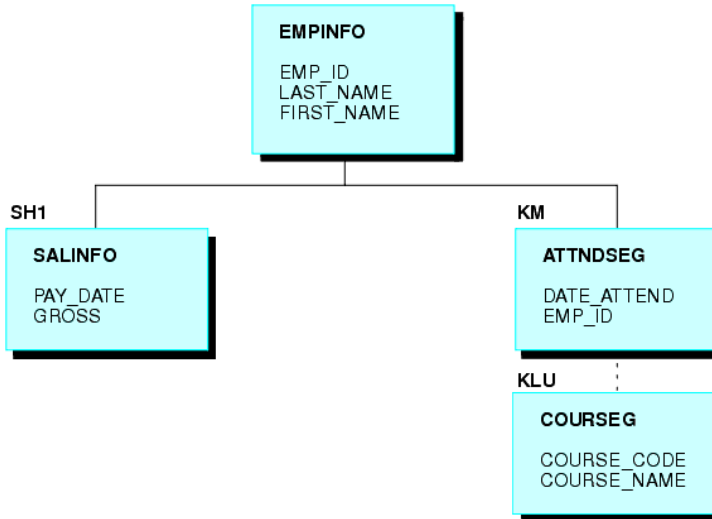 EMPINFO
EMP_ID
LAST_NAME
FIRST_NAME
SH1
SALINFO
PAY_DATE
GROSS
KM
ATTNDSEG
DATE_ATTEND
EMP_ID
KLU
COURSEG
COURSE_CODE
COURSE_NAME